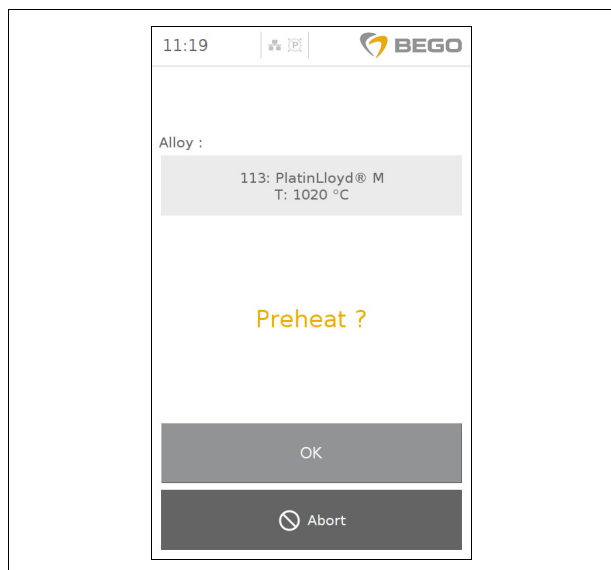 11:19
P
BEGO
Alloy :
113: PlatinLloyd® M
T: 1020 °C
Preheat ?
OK
Abort